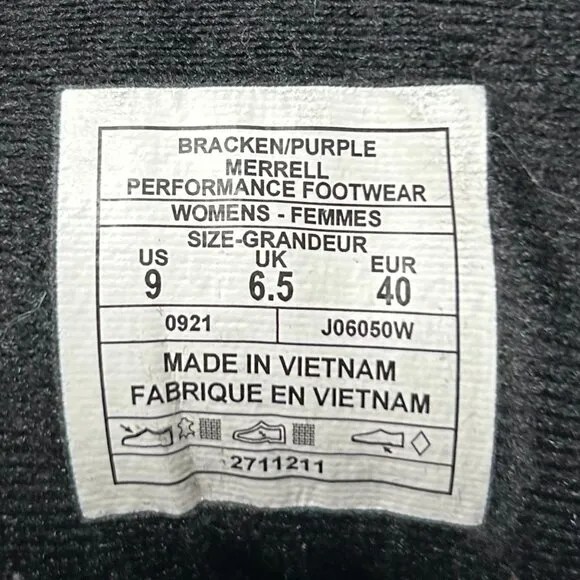 BRACKEN/PURPLE
MERRELL
PERFORMANCE FOOTWEAR
WOMENS - FEMMES
SIZE-GRANDEUR
US UK EUR
9 6.5 40
0921 J06050W
MADE IN VIETNAM
FABRIQUE EN VIETNAM
2711211